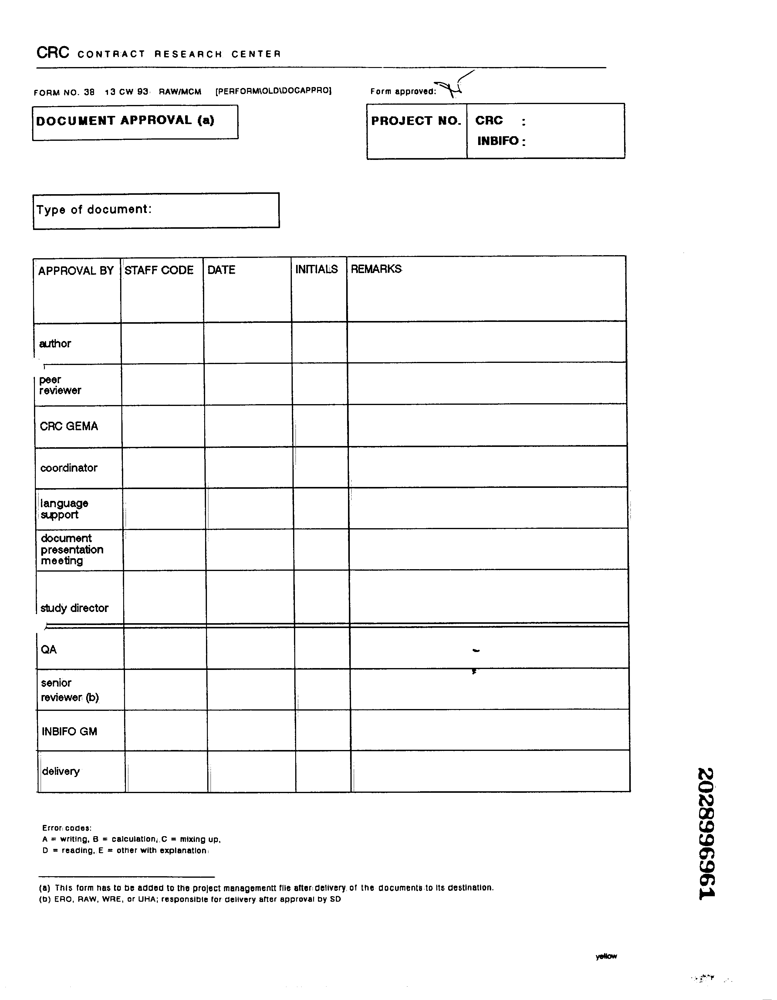 CRC CONTRACT RESEARCH CENTER
FORM NO. 38 13 CW 93 RAW/MCM [PERFORM\OLD\DOCAPPRO] Form approved:
DOCUMENT APPROVAL (a)
PROJECT NO. CRC :
INBIFO :
Type of document:
APPROVAL BY STAFF CODE DATE INITIALS REMARKS
author
peer
reviewer
CRC GEMA
coordinator
language
support
document
presentation
meeting
study director
QA
senior
reviewer (b)
INBIFO GM
delivery
Error codes:
A = writing, B = calculation, C = mixing up,
D = reading, E = other with explanation
(a) This form has to be added to the project managementt file after delivery of the documents to its destination.
(b) ERO, RAW, WRE, or UHA; responsible for delivery after approval by SD
2028996961
yellow